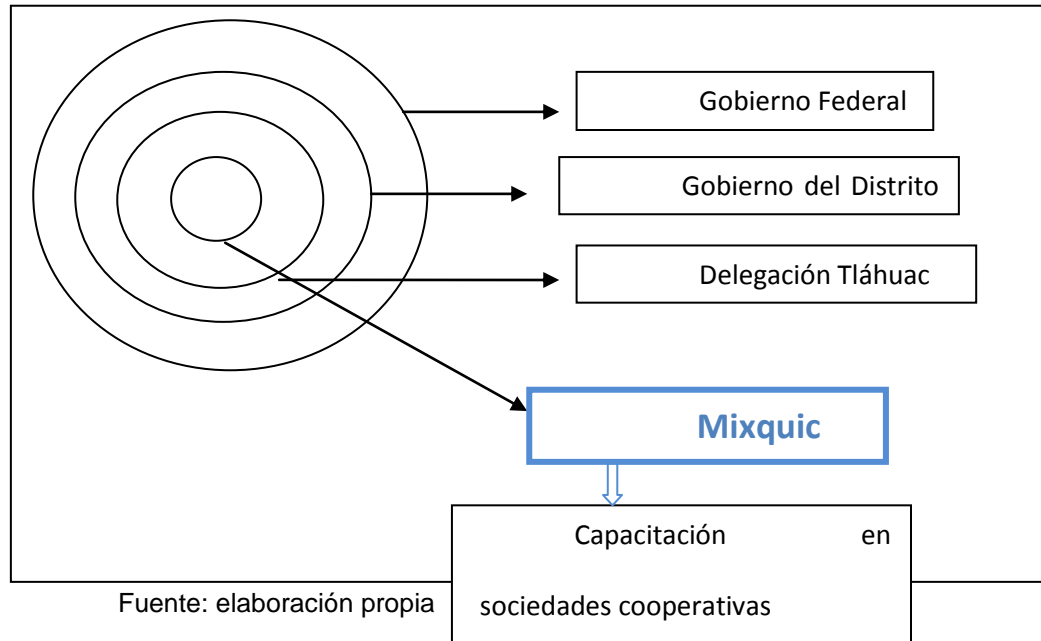 Gobierno Federal
Gobierno del Distrito
Delegación Tláhuac
Mixquic
Capacitación en
sociedades cooperativas
Fuente: elaboración propia